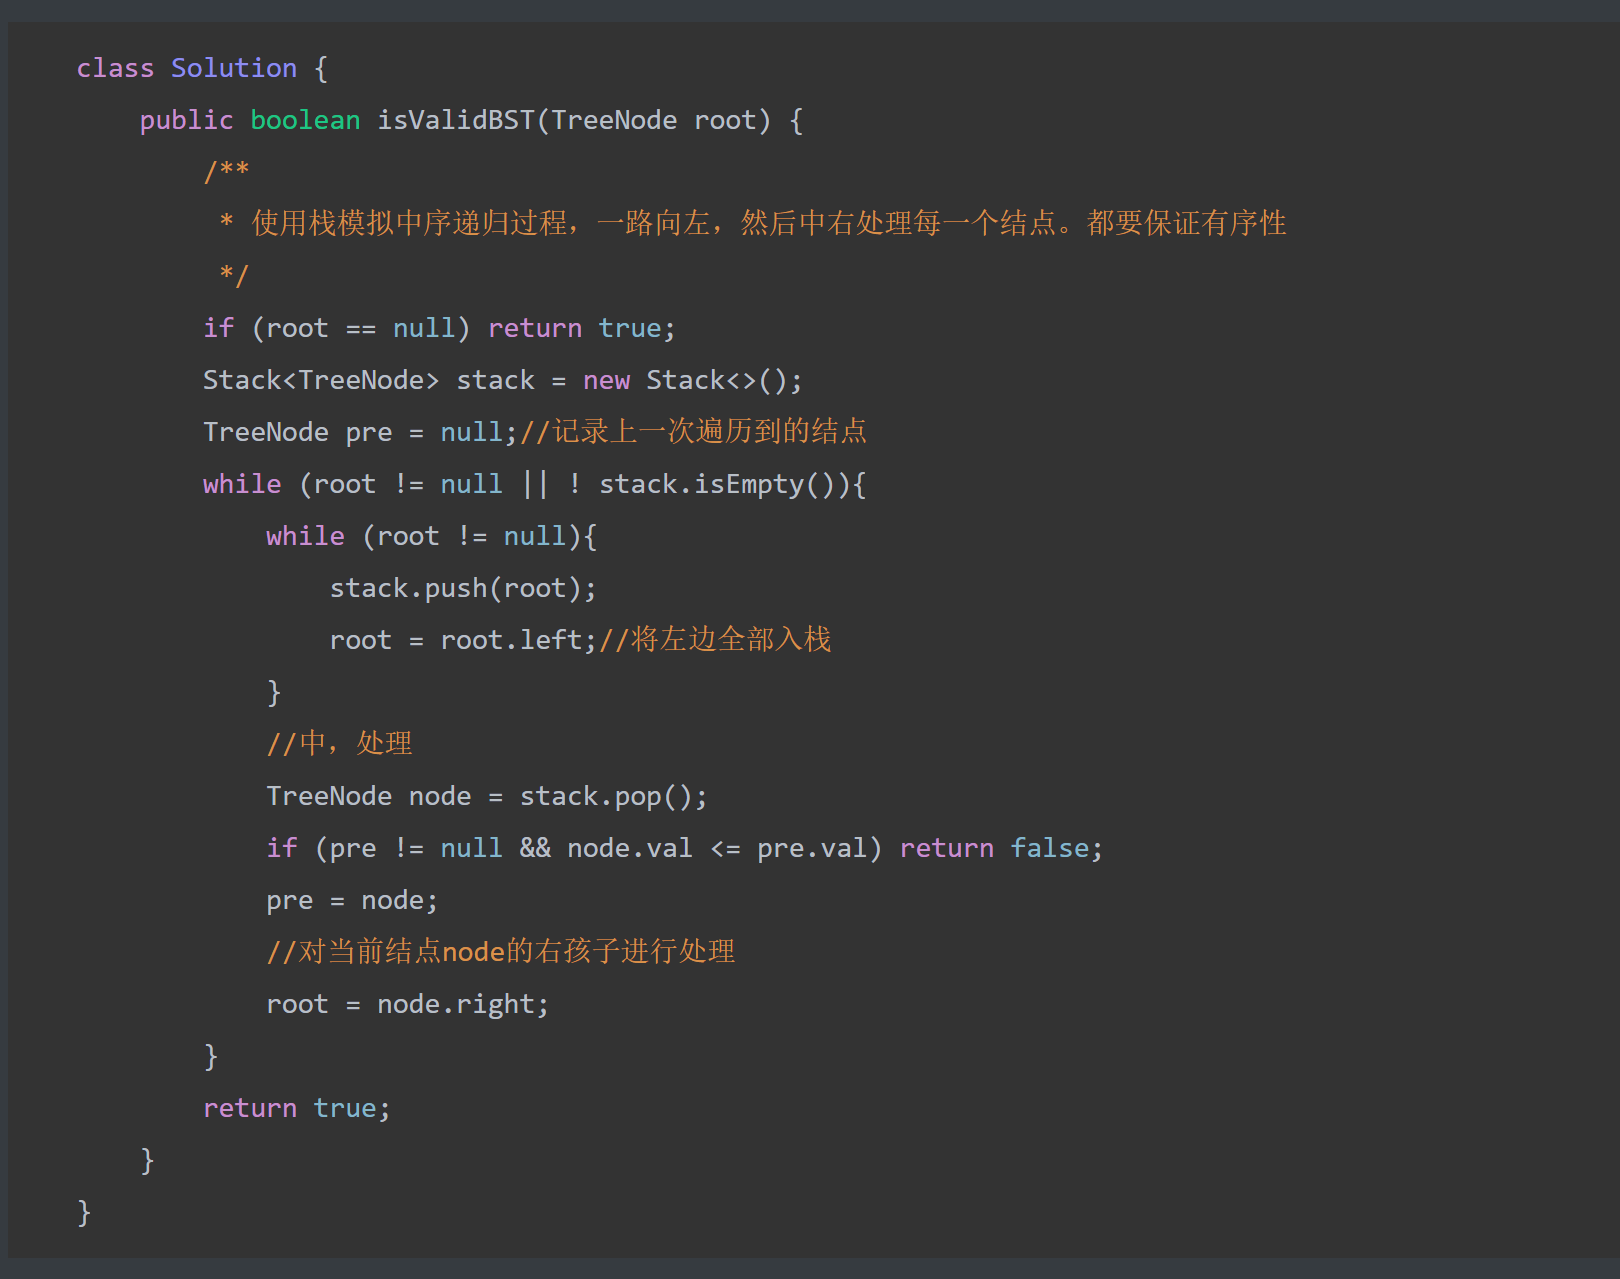 class Solution {
    public boolean isValidBST(TreeNode root) {
        /**
         * 使用栈模拟中序递归过程，一路向左，然后中右处理每一个结点。都要保证有序性
         */
        if (root == null) return true;
        Stack<TreeNode> stack = new Stack<>();
        TreeNode pre = null;//记录上一次遍历到的结点
        while (root != null || ! stack.isEmpty()){
            while (root != null){
                stack.push(root);
                root = root.left;//将左边全部入栈
            }
            //中，处理
            TreeNode node = stack.pop();
            if (pre != null && node.val <= pre.val) return false;
            pre = node;
            //对当前结点node的右孩子进行处理
            root = node.right;
        }
        return true;
    }
}